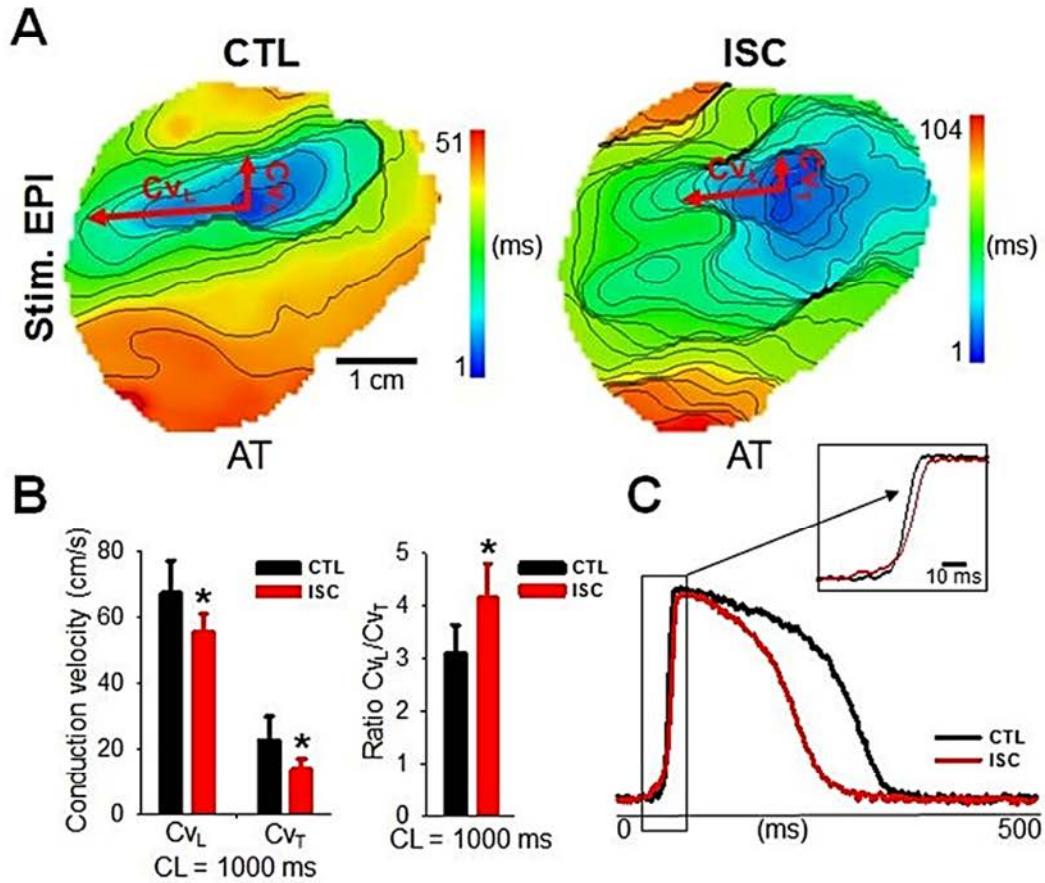 A
CTL
ISC
Stim. EPI
CvL
CvT
51
(ms)
1
1 cm
AT
CvL
CvT
104
(ms)
1
AT
B
Conduction velocity (cm/s)
80
60
40
20
0
CTL
ISC
*
*
CvL
CvT
CL = 1000 ms
Ratio CvL/CvT
5
4
3
2
1
0
*
CTL
ISC
CL = 1000 ms
C
10 ms
CTL
ISC
0
(ms)
500